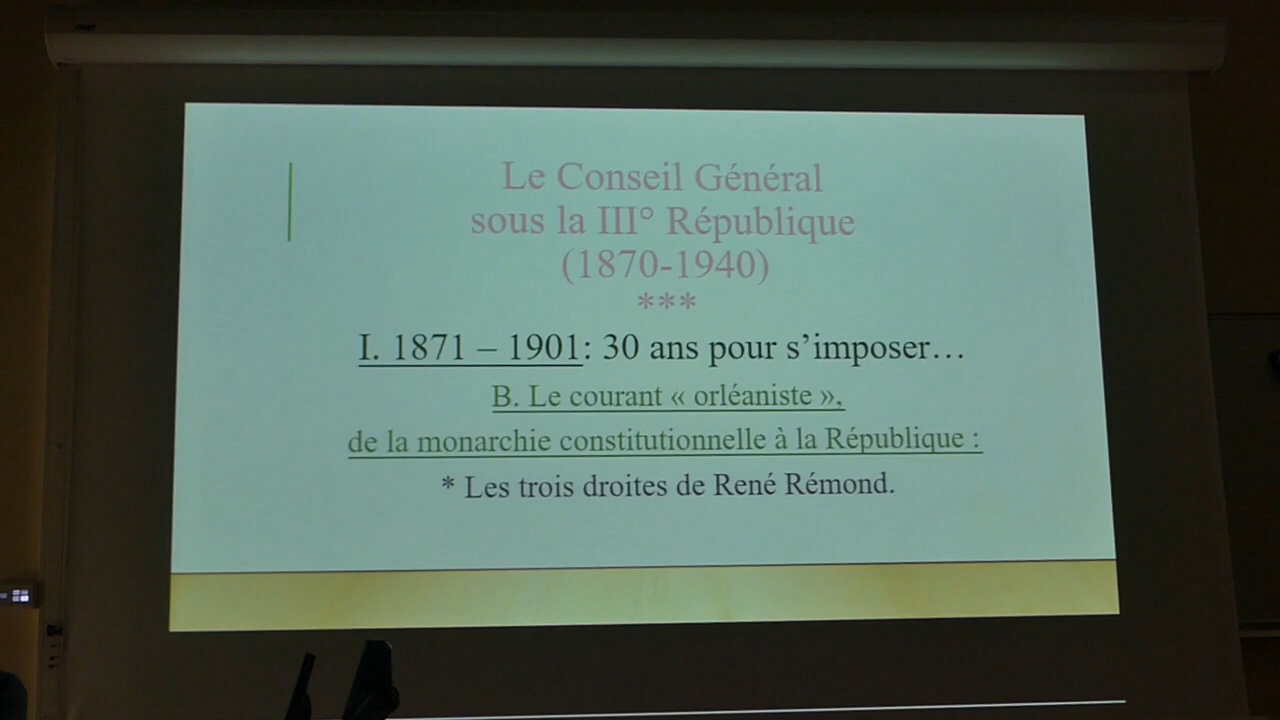 Le Conseil Général
sous la III° République
(1870-1940)
***
I. 1871 – 1901: 30 ans pour s’imposer…
B. Le courant « orléaniste »,
de la monarchie constitutionnelle à la République :
* Les trois droites de René Rémond.